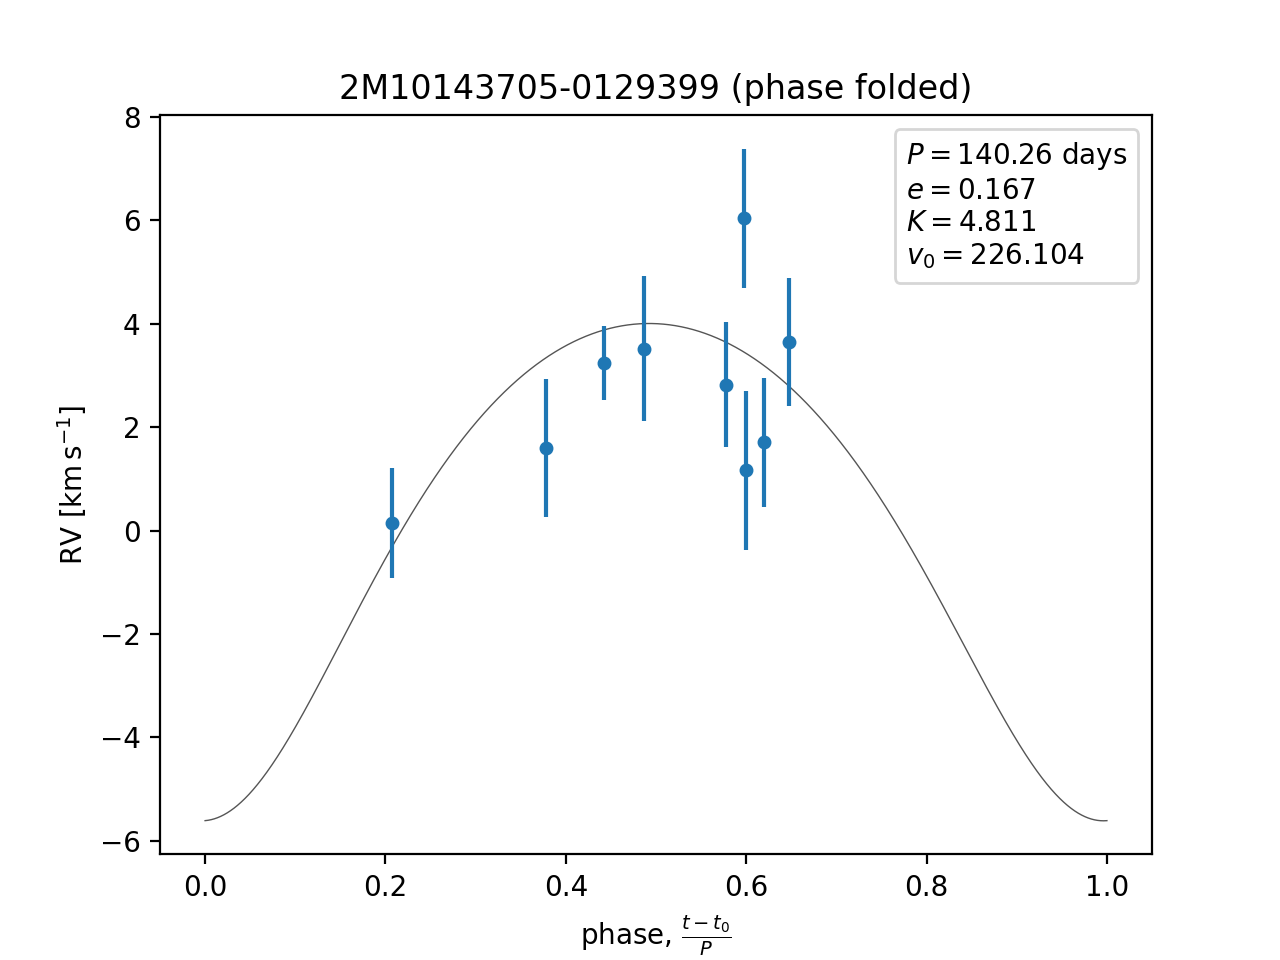 2M10143705-0129399 (phase folded)
P = 140.26 days
e = 0.167
K = 4.811
v₀ = 226.104
RV [km s⁻¹]
8
6
4
2
0
−2
−4
−6
0.0 0.2 0.4 0.6 0.8 1.0
phase, (t − t₀)/P